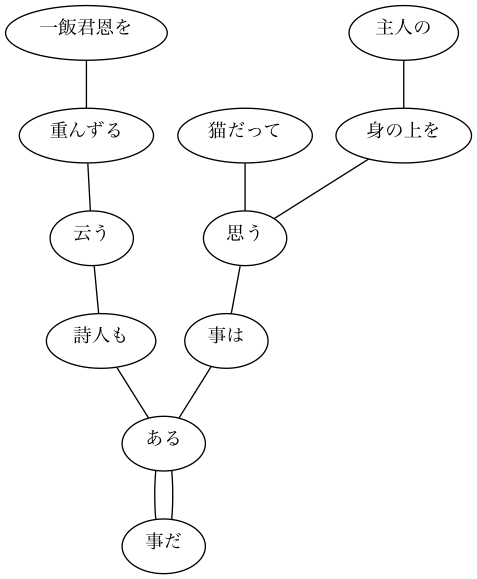 一飯君恩を
主人の
重んずる
猫だって
身の上を
云う
思う
詩人も
事は
ある
事だ